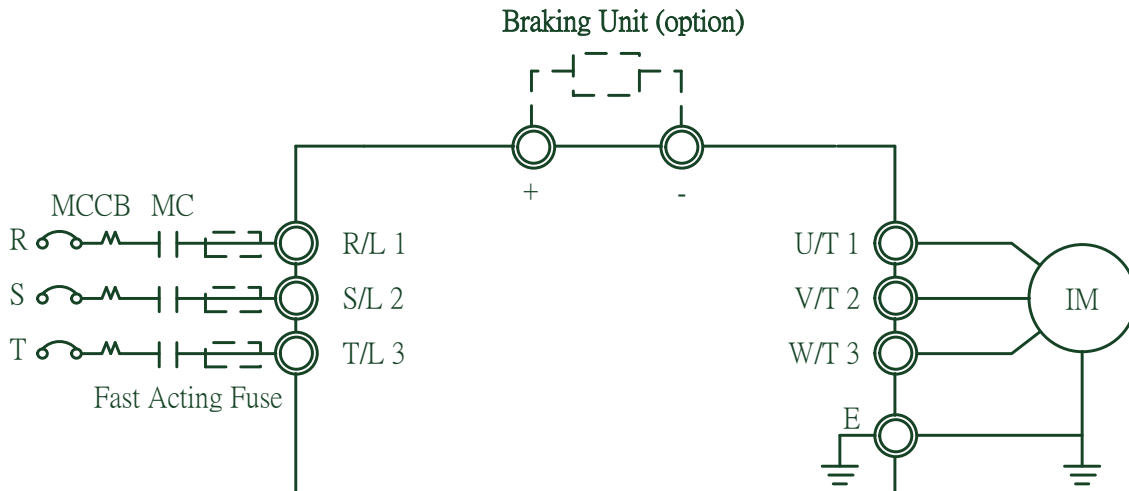 Braking Unit (option)
+ -
MCCB MC
R R/L 1 U/T 1
S S/L 2 V/T 2 IM
T T/L 3 W/T 3
Fast Acting Fuse
E